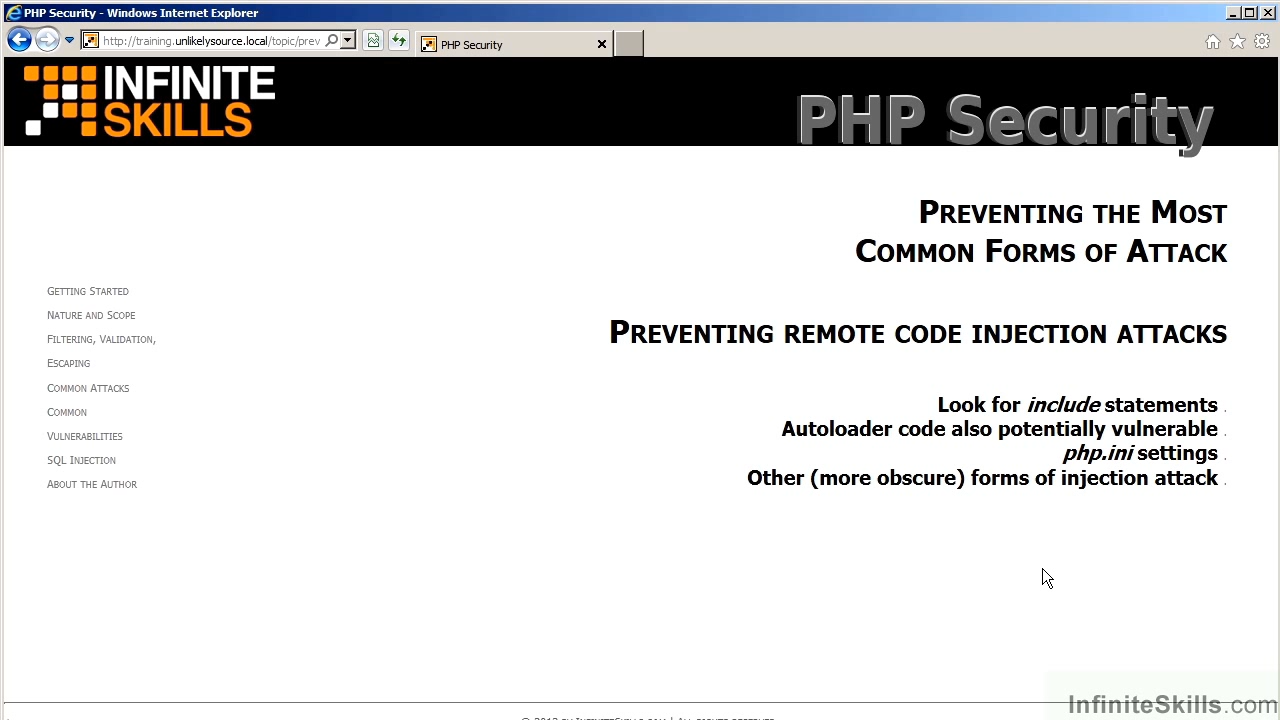 PHP Security - Windows Internet Explorer
http://training.unlikelysource.local/topic/prev
PHP Security
INFINITE
SKILLS
PHP Security
Preventing the Most
Common Forms of Attack
Getting Started
Nature and Scope
Filtering, Validation,
Escaping
Common Attacks
Common
Vulnerabilities
SQL Injection
About the Author
Preventing remote code injection attacks
Look for include statements .
Autoloader code also potentially vulnerable .
php.ini settings .
Other (more obscure) forms of injection attack .
InfiniteSkills.com